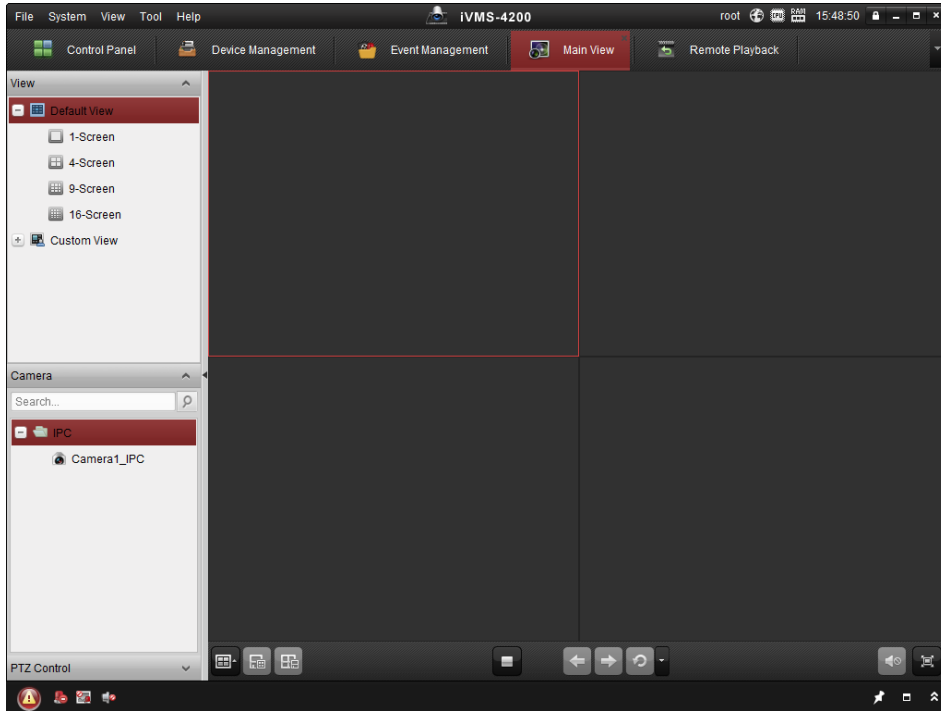 File System View Tool Help iVMS-4200 root CPU RAM 15:48:50
Control Panel Device Management Event Management Main View Remote Playback
View
Default View
1-Screen
4-Screen
9-Screen
16-Screen
Custom View
Camera
Search...
IPC
Camera1_IPC
PTZ Control